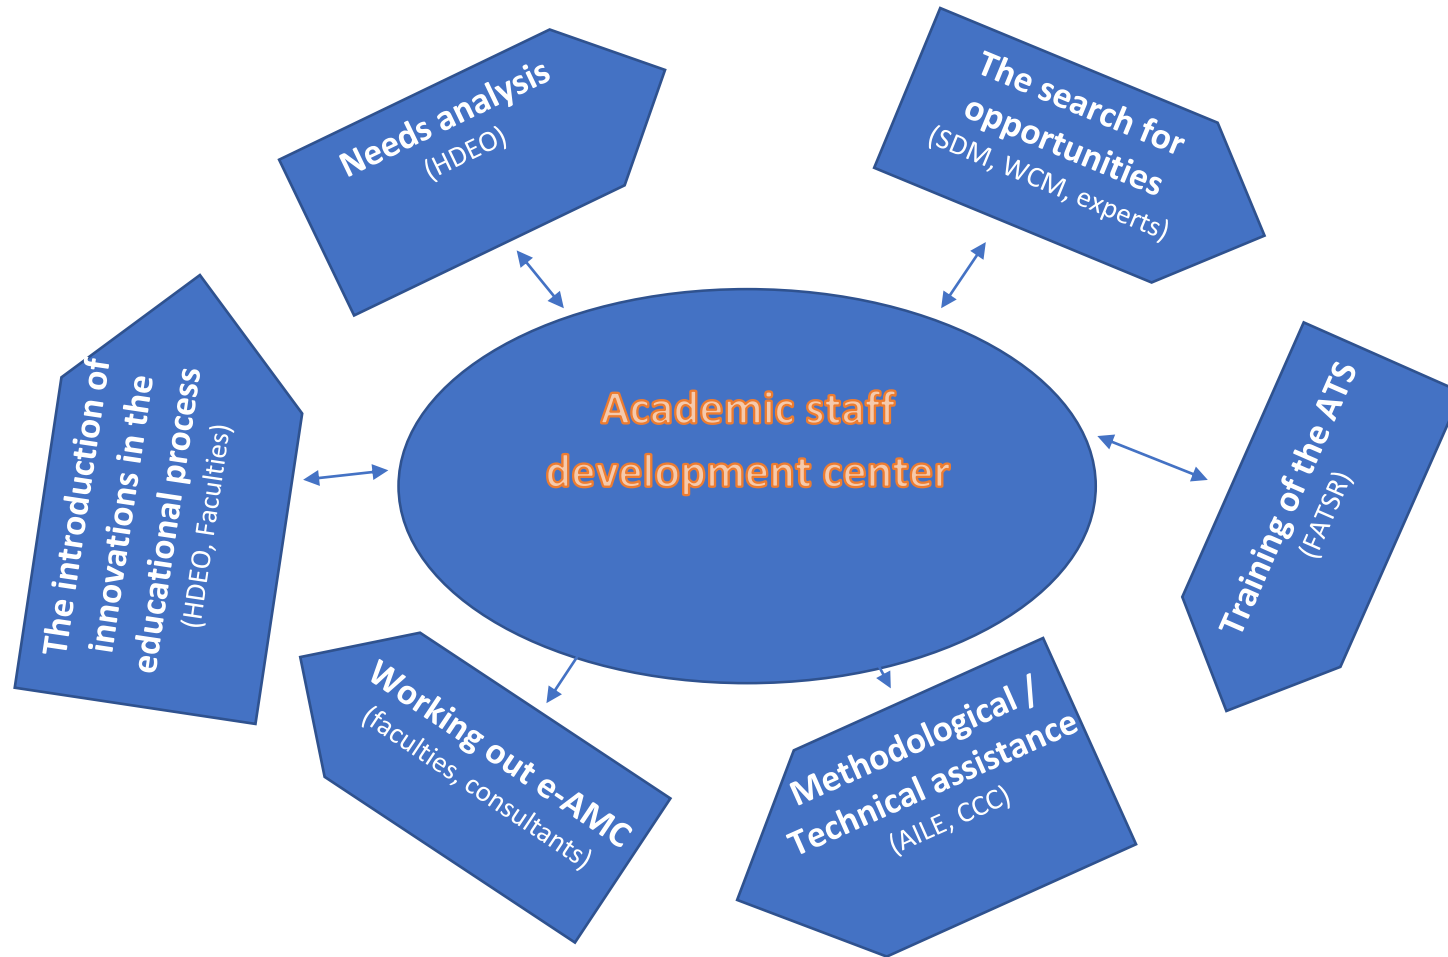 Needs analysis
(HDEO)
The search for
opportunities
(SDM, WCM, experts)
Training of the ATS
(FATSR)
Methodological /
Technical assistance
(AILE, CCC)
Working out e-AMC
(faculties, consultants)
The introduction of
innovations in the
educational process
(HDEO, Faculties)
Academic staff
development center